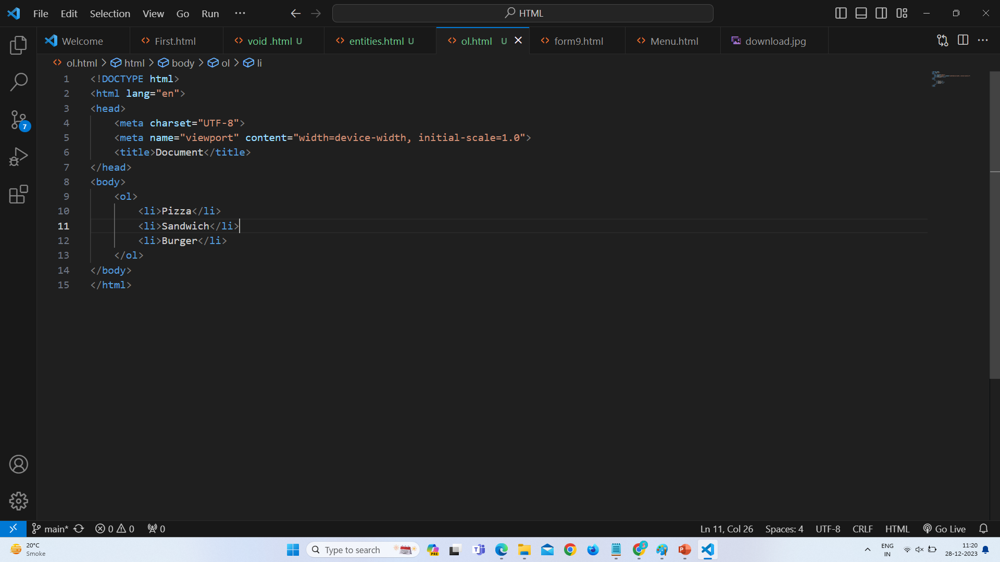 File Edit Selection View Go Run ··· HTML
Welcome First.html void .html U entities.html U ol.html U form9.html Menu.html download.jpg
ol.html > html > body > ol > li
1 <!DOCTYPE html>
2 <html lang="en">
3 <head>
4 <meta charset="UTF-8">
5 <meta name="viewport" content="width=device-width, initial-scale=1.0">
6 <title>Document</title>
7 </head>
8 <body>
9 <ol>
10 <li>Pizza</li>
11 <li>Sandwich</li>
12 <li>Burger</li>
13 </ol>
14 </body>
15 </html>
7
main* 0 0 0 Ln 11, Col 26 Spaces: 4 UTF-8 CRLF HTML Go Live
20°C
Smoke
Type to search
PRE
ENG
IN
11:20
28-12-2023